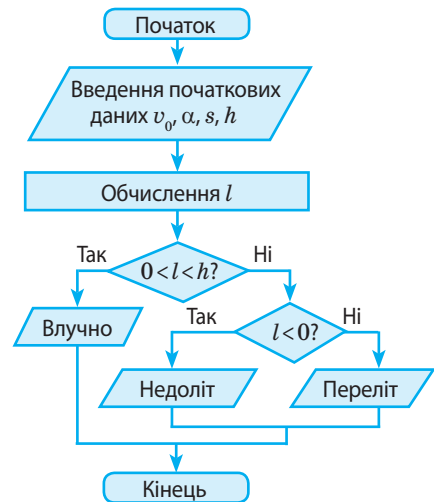 Початок
Введення початкових
даних v₀, α, s, h
Обчислення l
Так
Ні
0 < l < h?
Влучно
Так
Ні
l < 0?
Недоліт
Переліт
Кінець